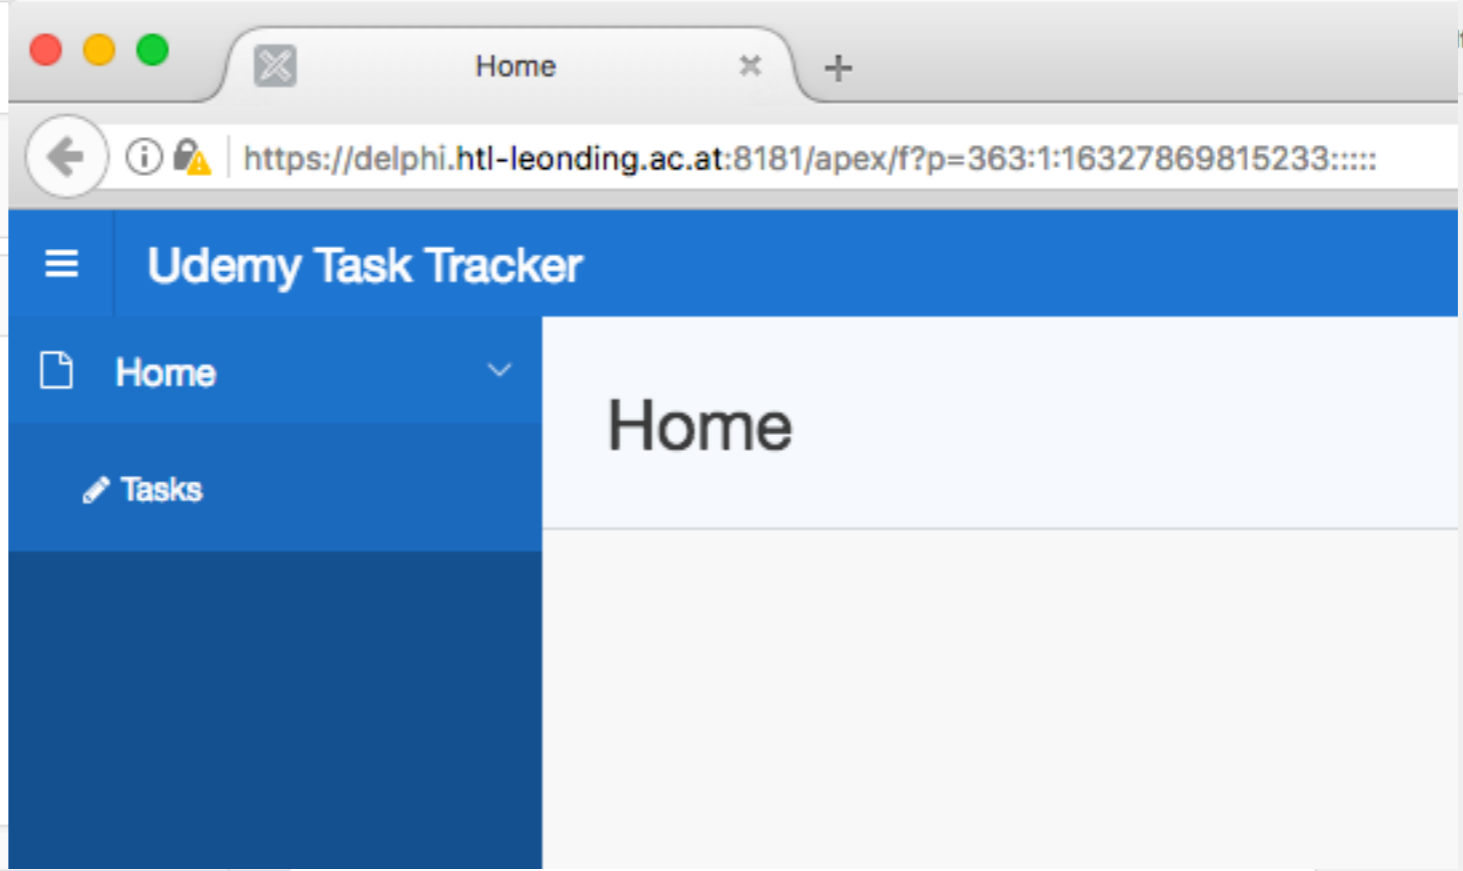 Home
https://delphi.htl-leonding.ac.at:8181/apex/f?p=363:1:16327869815233:::::
Udemy Task Tracker
Home
Home
Tasks